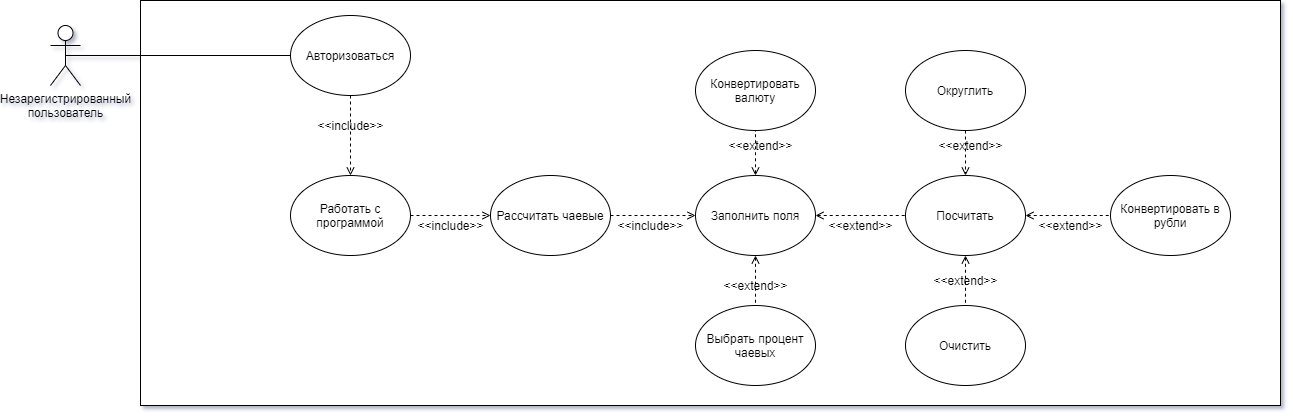 Незарегистрированный
пользователь
Авторизоваться
<<include>>
Работать с
программой
<<include>>
Рассчитать чаевые
<<include>>
Конвертировать
валюту
<<extend>>
Заполнить поля
<<extend>>
Выбрать процент
чаевых
<<extend>>
Округлить
<<extend>>
Посчитать
<<extend>>
Очистить
<<extend>>
Конвертировать в
рубли